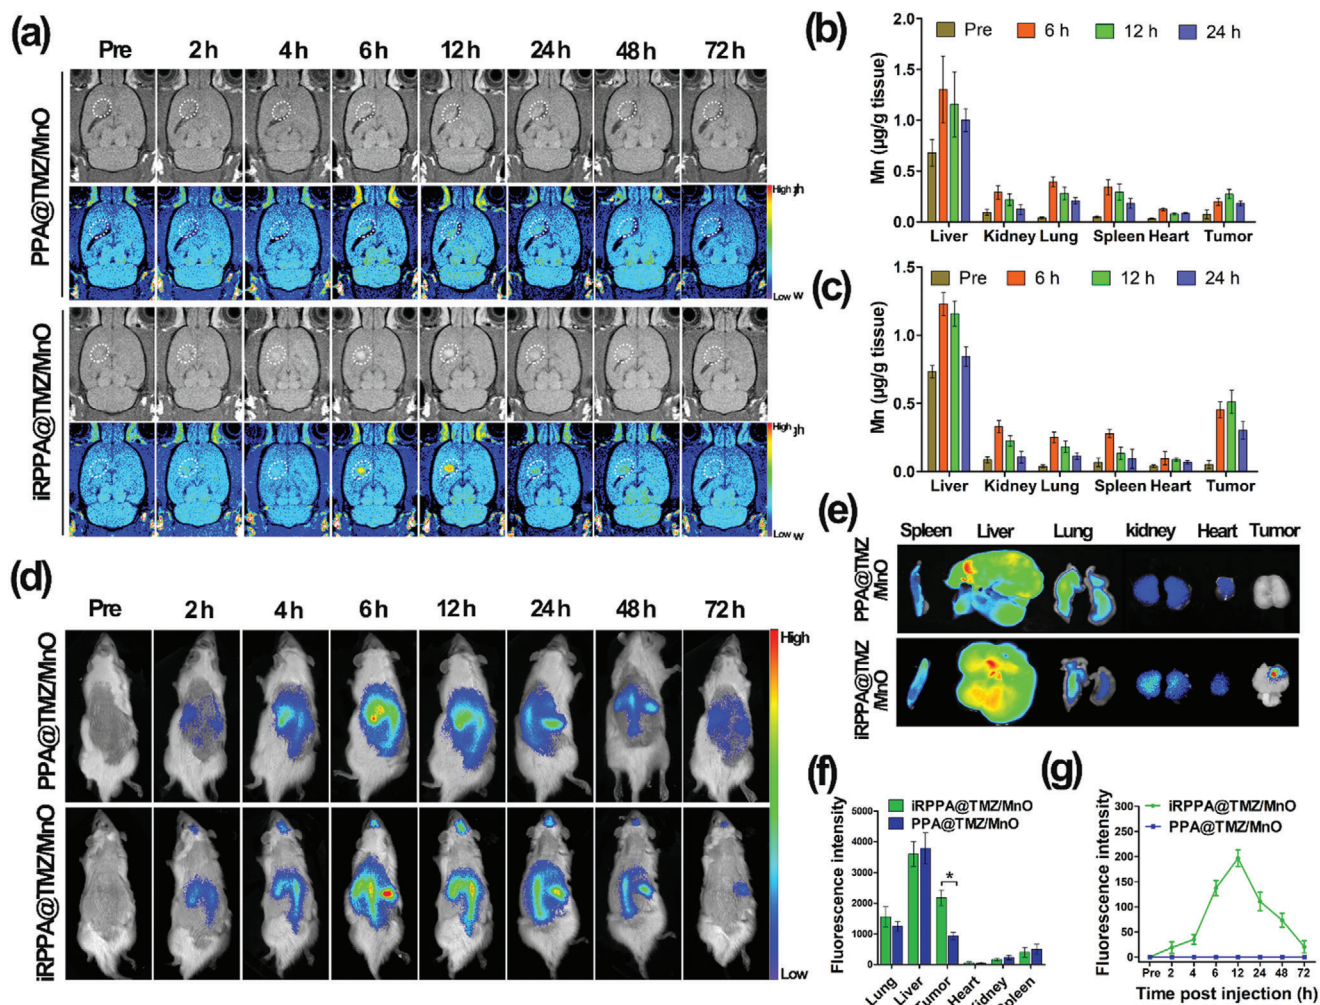 (a)
Pre 2 h 4 h 6 h 12 h 24 h 48 h 72 h
PPA@TMZ/MnO
High
Low
iRPPA@TMZ/MnO
High
Low
(b)
2.0
1.5
1.0
0.5
0.0
Mn (µg/g tissue)
Pre 6 h 12 h 24 h
Liver Kidney Lung Spleen Heart Tumor
(c)
1.5
1.0
0.5
0.0
Mn (µg/g tissue)
Pre 6 h 12 h 24 h
Liver Kidney Lung Spleen Heart Tumor
(d)
Pre 2 h 4 h 6 h 12 h 24 h 48 h 72 h
PPA@TMZ/MnO
iRPPA@TMZ/MnO
High
Low
(e)
Spleen Liver Lung kidney Heart Tumor
PPA@TMZ
/MnO
iRPPA@TMZ
/MnO
(f)
5000
4000
3000
2000
1000
0
Fluorescence intensity
iRPPA@TMZ/MnO
PPA@TMZ/MnO
*
Lung Liver Tumor Heart Kidney Spleen
(g)
300
250
200
150
100
50
0
Fluorescence intensity
iRPPA@TMZ/MnO
PPA@TMZ/MnO
Pre 2 4 6 12 24 48 72
Time post injection (h)